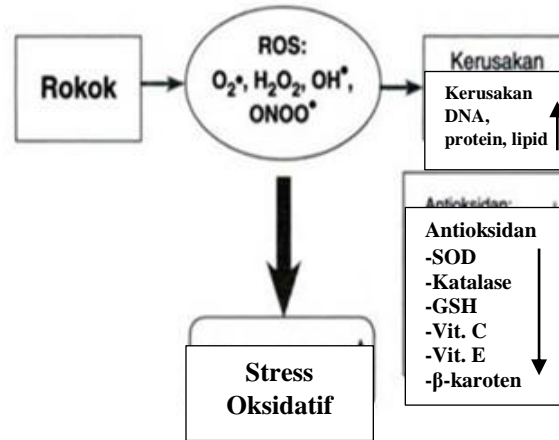 Rokok
ROS:
O₂•, H₂O₂, OH•,
ONOO•
Kerusakan
Kerusakan
DNA,
protein, lipid
Antioksidan:
Antioksidan
-SOD
-Katalase
-GSH
-Vit. C
-Vit. E
-β-karoten
Stress
Oksidatif